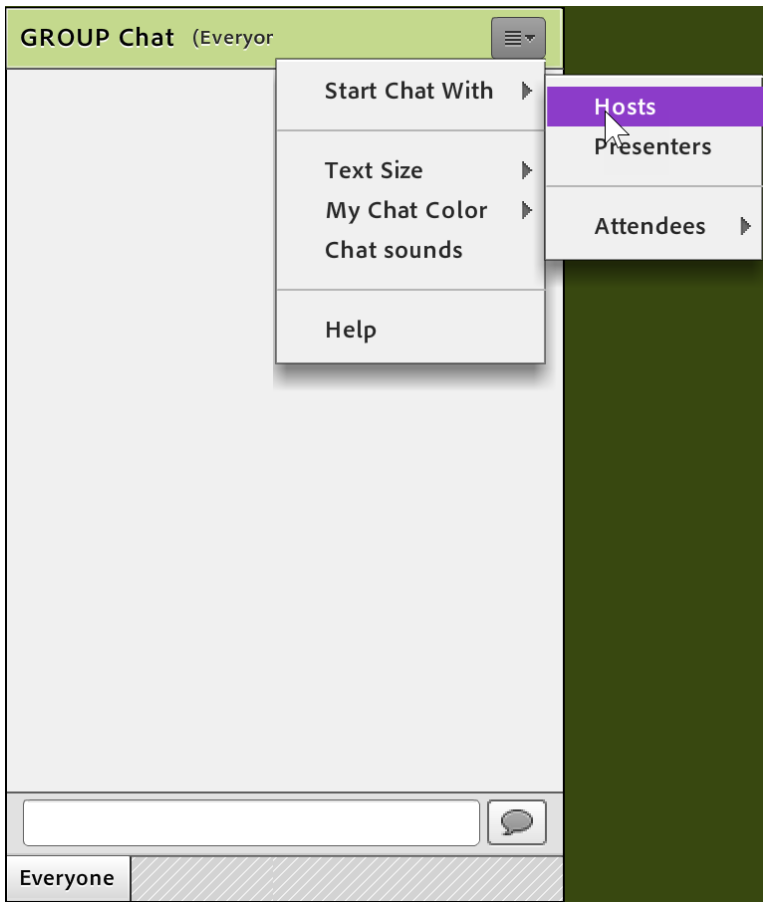 GROUP Chat (Everyor
Start Chat With
Text Size
My Chat Color
Chat sounds
Help
Hosts
Presenters
Attendees
Everyone